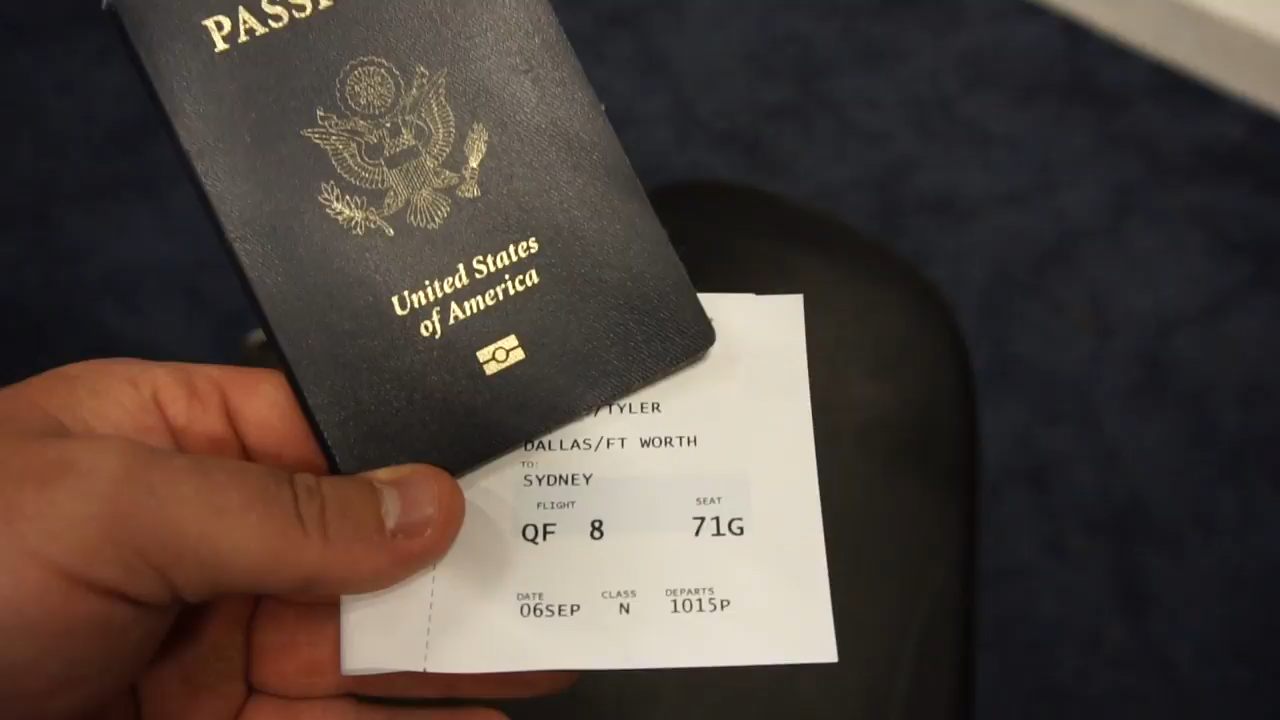 United States
of America
/TYLER
DALLAS/FT WORTH
TO:
SYDNEY
FLIGHT SEAT
QF 8 71G
DATE CLASS DEPARTS
06SEP N 1015P